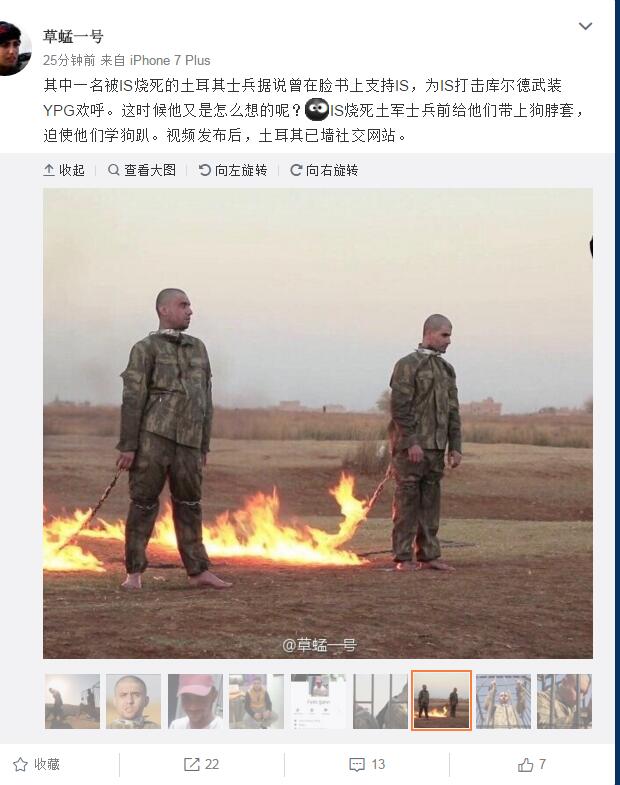 草蜢一号
25分钟前 来自 iPhone 7 Plus
其中一名被IS烧死的土耳其士兵据说曾在脸书上支持IS，为IS打击库尔德武装
YPG欢呼。这时候他又是怎么想的呢？IS烧死土军士兵前给他们带上狗脖套，
迫使他们学狗趴。视频发布后，土耳其已墙社交网站。
收起 查看大图 向左旋转 向右旋转
@草蜢一号
收藏 22 13 7